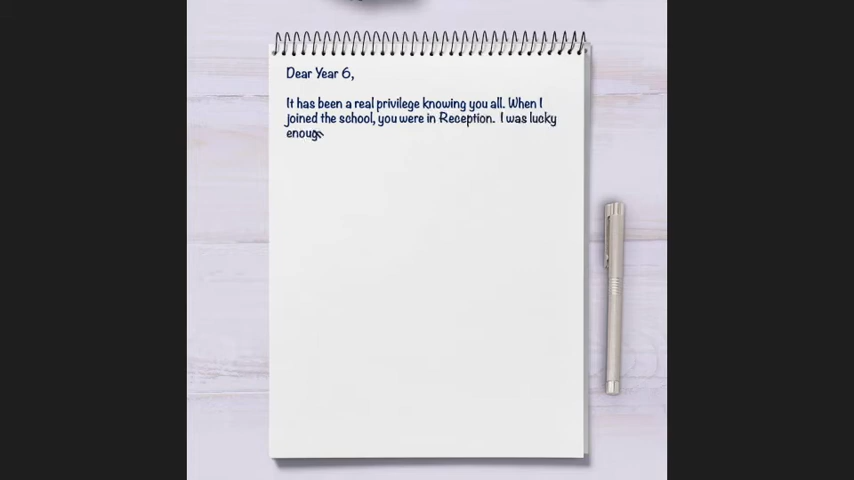 Dear Year 6,
It has been a real privilege knowing you all. When I
joined the school, you were in Reception. I was lucky
enoug